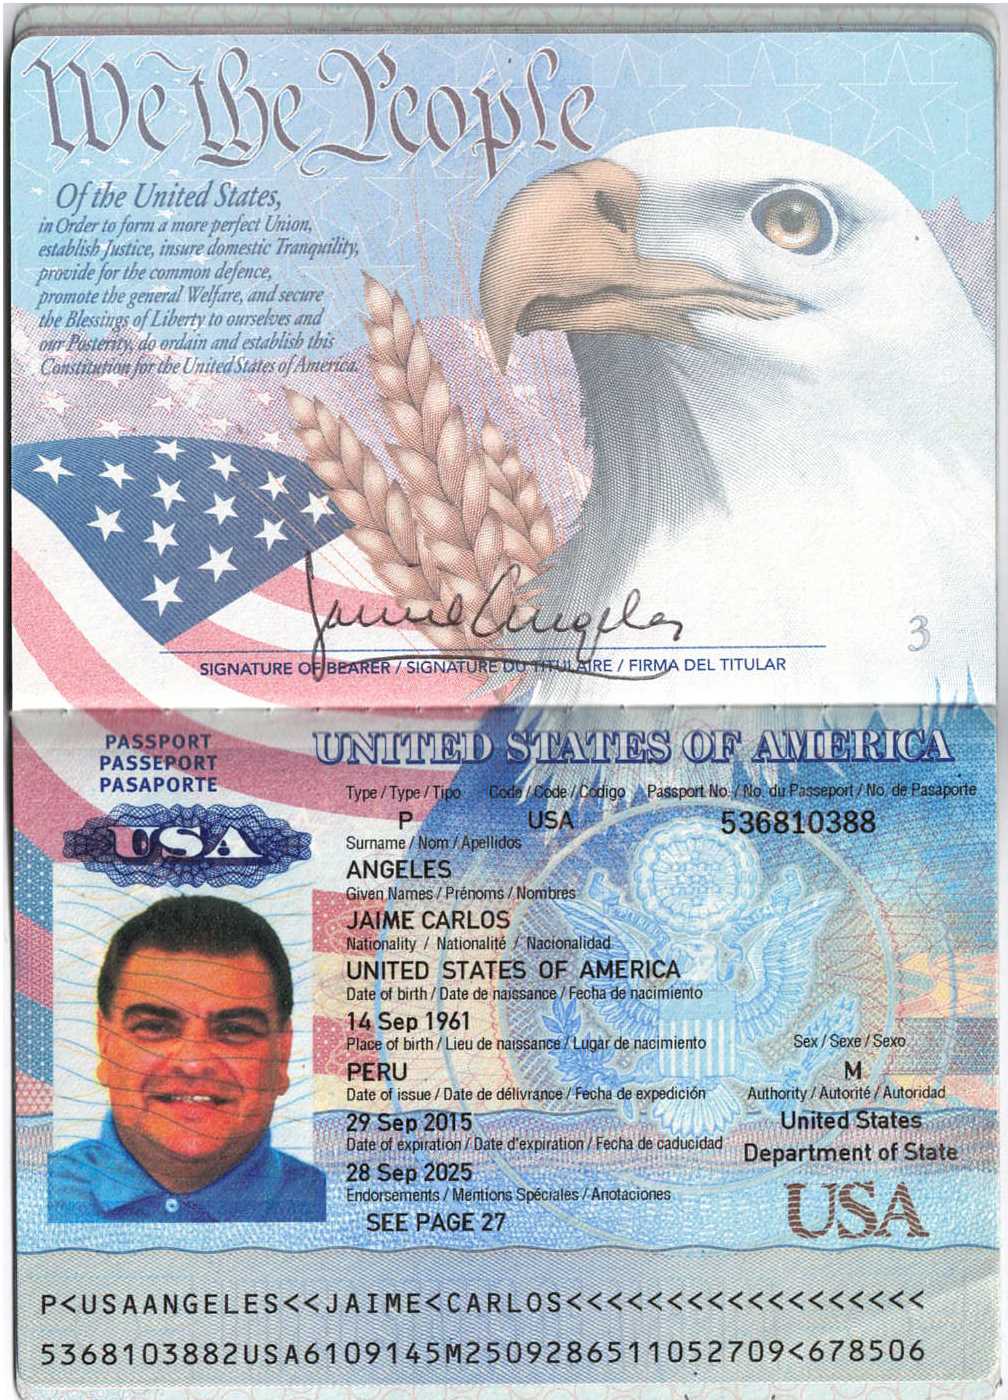 We the People
Of the United States,
in Order to form a more perfect Union,
establish Justice, insure domestic Tranquility,
provide for the common defence,
promote the general Welfare, and secure
the Blessings of Liberty to ourselves and
our Posterity, do ordain and establish this
Constitution for the United States of America.
Jaime Angeles
3
SIGNATURE OF BEARER / SIGNATURE DU TITULAIRE / FIRMA DEL TITULAR
PASSPORT
PASSEPORT
PASAPORTE
USA
UNITED STATES OF AMERICA
Type / Type / Tipo Code / Code / Codigo Passport No. / No. du Passeport / No. de Pasaporte
P USA 536810388
Surname / Nom / Apellidos
ANGELES
Given Names / Prénoms / Nombres
JAIME CARLOS
Nationality / Nationalité / Nacionalidad
UNITED STATES OF AMERICA
Date of birth / Date de naissance / Fecha de nacimiento
14 Sep 1961
Place of birth / Lieu de naissance / Lugar de nacimiento Sex / Sexe / Sexo
PERU M
Date of issue / Date de délivrance / Fecha de expedición Authority / Autorité / Autoridad
29 Sep 2015 United States
Date of expiration / Date d'expiration / Fecha de caducidad Department of State
28 Sep 2025
Endorsements / Mentions Spéciales / Anotaciones
SEE PAGE 27
USA
P<USAANGELES<<JAIME<CARLOS<<<<<<<<<<<<<<<<<<
5368103882USA6109145M2509286511052709<678506